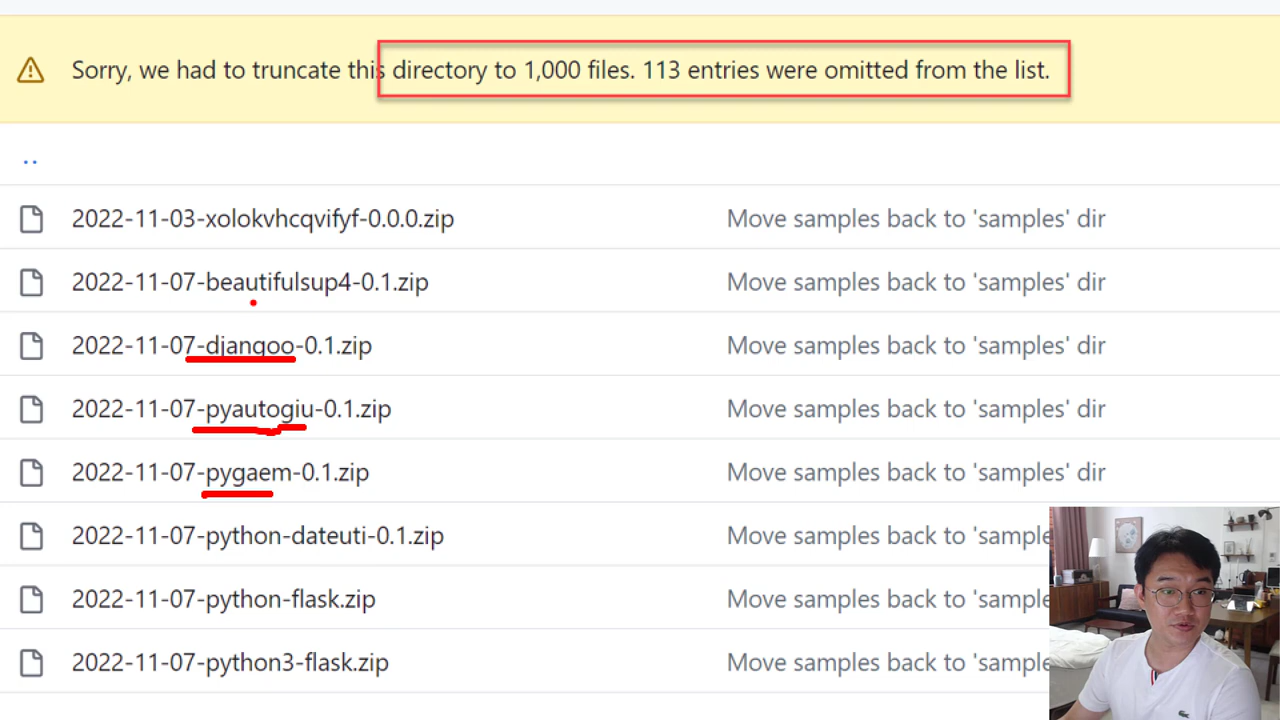 Sorry, we had to truncate this directory to 1,000 files. 113 entries were omitted from the list.
..
2022-11-03-xolokvhcqvifyf-0.0.0.zip Move samples back to 'samples' dir
2022-11-07-beautifulsup4-0.1.zip Move samples back to 'samples' dir
2022-11-07-djangoo-0.1.zip Move samples back to 'samples' dir
2022-11-07-pyautogiu-0.1.zip Move samples back to 'samples' dir
2022-11-07-pygaem-0.1.zip Move samples back to 'samples' dir
2022-11-07-python-dateuti-0.1.zip Move samples back to 'sample
2022-11-07-python-flask.zip Move samples back to 'sample
2022-11-07-python3-flask.zip Move samples back to 'sample